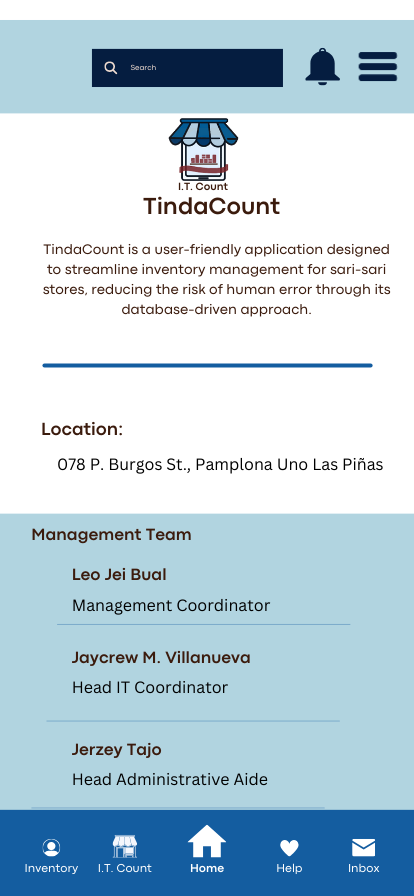 Search
I.T. Count
TindaCount
TindaCount is a user-friendly application designed
to streamline inventory management for sari-sari
stores, reducing the risk of human error through its
database-driven approach.
Location:
078 P. Burgos St., Pamplona Uno Las Piñas
Management Team
Leo Jei Bual
Management Coordinator
Jaycrew M. Villanueva
Head IT Coordinator
Jerzey Tajo
Head Administrative Aide
Inventory I.T. Count Home Help Inbox